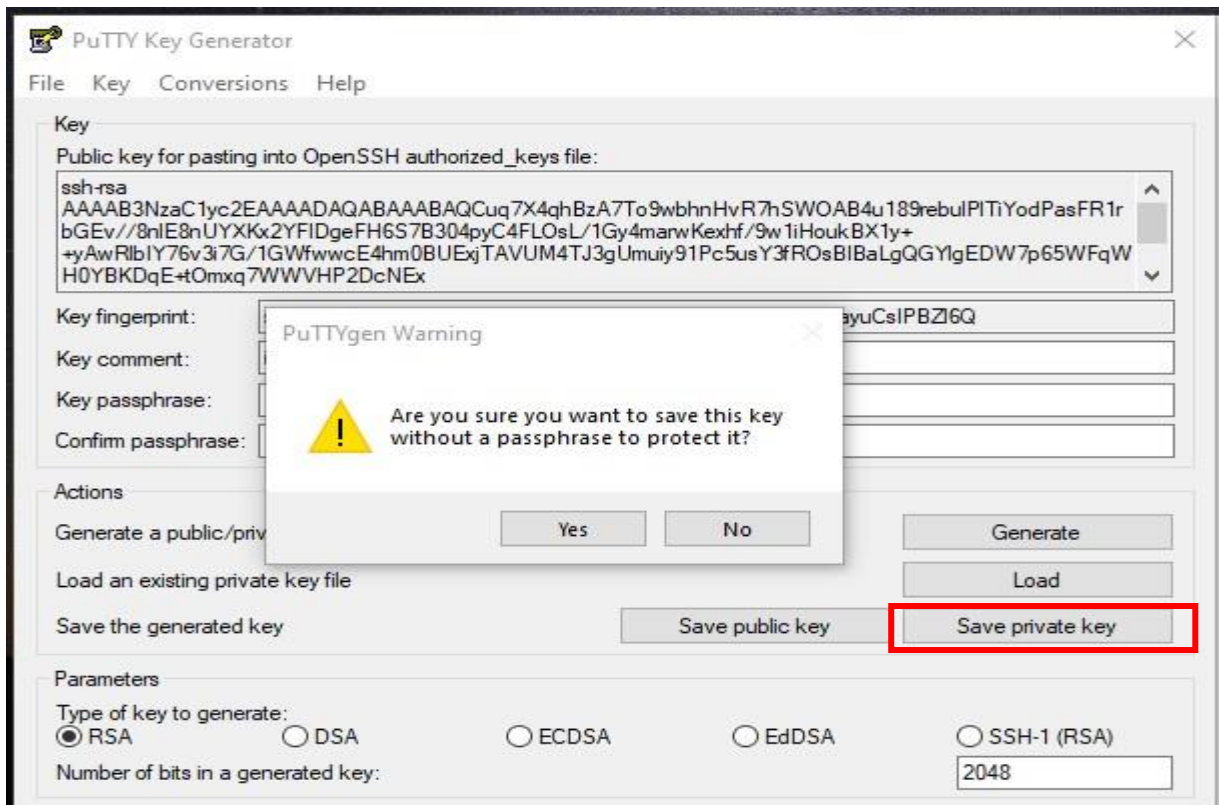 PuTTY Key Generator
File Key Conversions Help
Key
Public key for pasting into OpenSSH authorized_keys file:
ssh-rsa
AAAAB3NzaC1yc2EAAAADAQABAAABAQCuq7X4qhBzA7To9wbhnHvR7hSWOAB4u189rebulPlTiYodPasFR1r
bGEv//8nlE8nUYXKx2YFIDgeFH6S7B304pyC4FLOsL/1Gy4marwKexhf/9w1iHoukBX1y+
+yAwRlbIY76v3i7G/1GWfwwcE4hm0BUExjTAVUM4TJ3gUmuiy91Pc5usY3fROsBlBaLgQGYlgEDW7p65WFqW
H0YBKDqE+tOmxq7WWVHP2DcNEx
Key fingerprint: ayuCsIPBZI6Q
Key comment:
Key passphrase:
Confirm passphrase:
PuTTYgen Warning
Are you sure you want to save this key
without a passphrase to protect it?
Yes No
Actions
Generate a public/priv
Generate
Load an existing private key file
Load
Save the generated key
Save public key
Save private key
Parameters
Type of key to generate:
RSA DSA ECDSA EdDSA SSH-1 (RSA)
Number of bits in a generated key: 2048